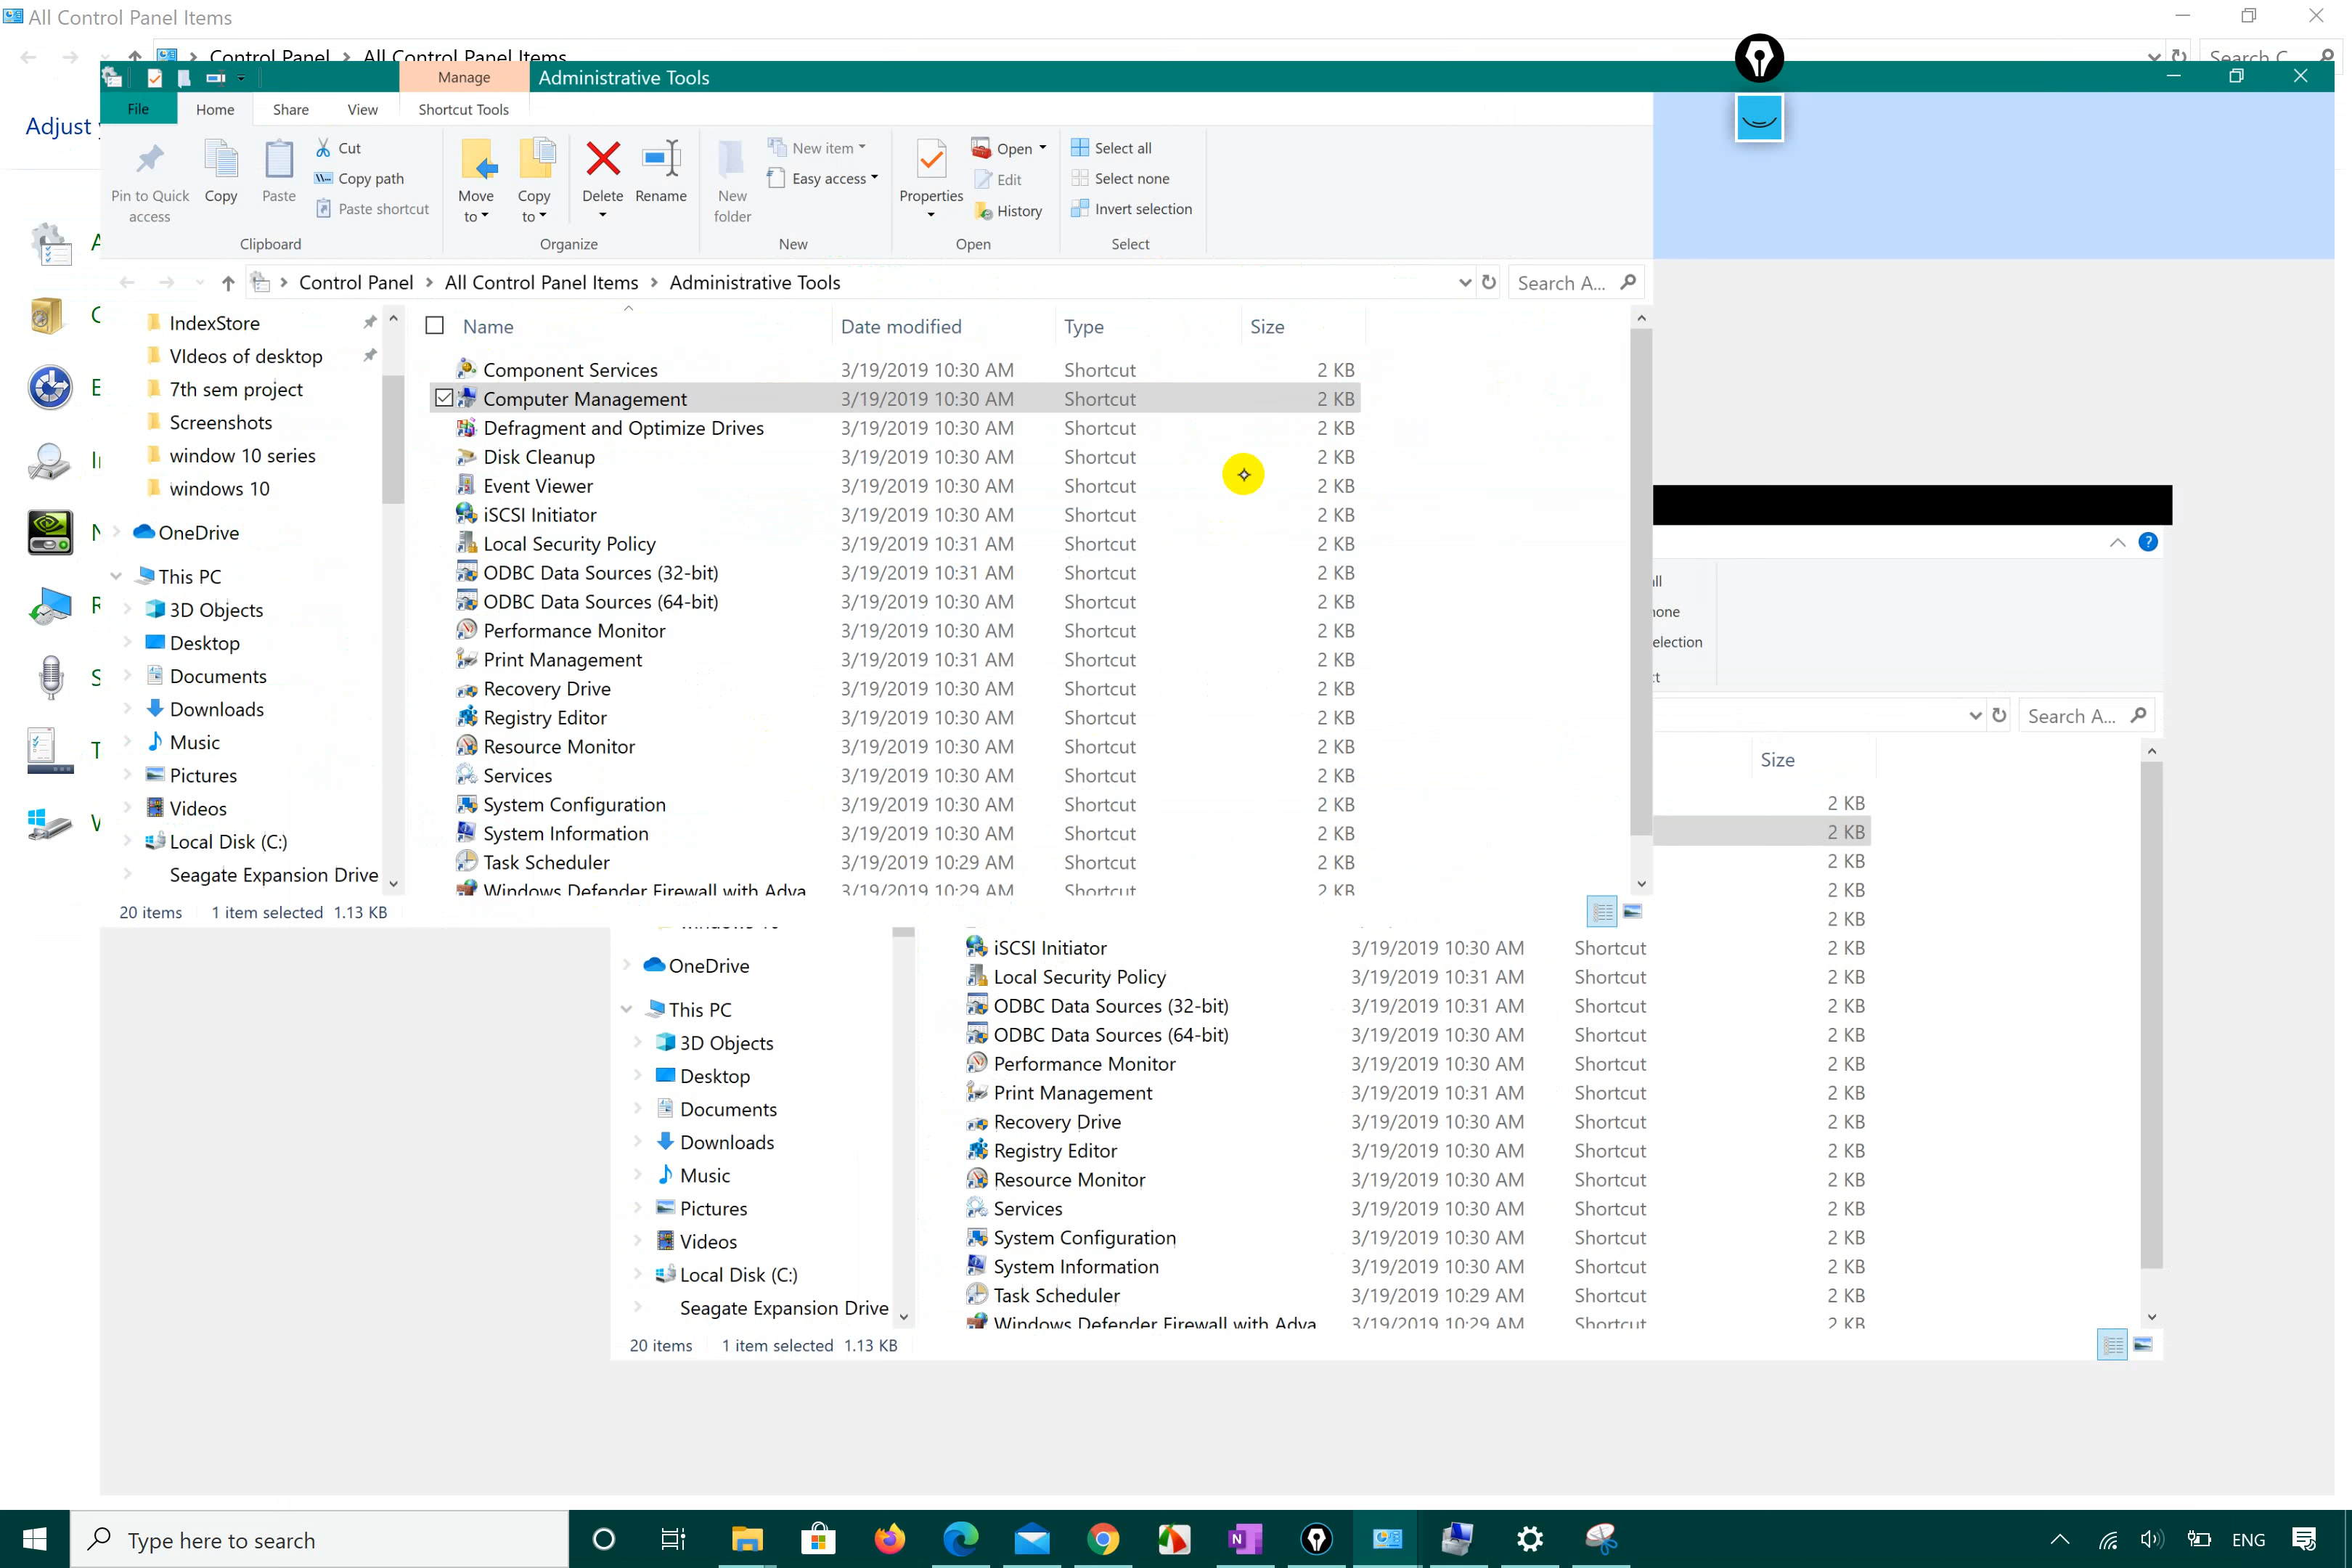 All Control Panel Items
Control Panel > All Control Panel Items
Search C
Adjust
Manage
Administrative Tools
File
Home
Share
View
Shortcut Tools
Pin to Quick access
Copy
Paste
Cut
Copy path
Paste shortcut
Clipboard
Move to
Copy to
Delete
Rename
Organize
New folder
New item
Easy access
New
Properties
Open
Edit
History
Open
Select all
Select none
Invert selection
Select
Control Panel > All Control Panel Items > Administrative Tools
Search A...
IndexStore
VIdeos of desktop
7th sem project
Screenshots
window 10 series
windows 10
OneDrive
This PC
3D Objects
Desktop
Documents
Downloads
Music
Pictures
Videos
Local Disk (C:)
Seagate Expansion Drive
Name Date modified Type Size
Component Services 3/19/2019 10:30 AM Shortcut 2 KB
Computer Management 3/19/2019 10:30 AM Shortcut 2 KB
Defragment and Optimize Drives 3/19/2019 10:30 AM Shortcut 2 KB
Disk Cleanup 3/19/2019 10:30 AM Shortcut 2 KB
Event Viewer 3/19/2019 10:30 AM Shortcut 2 KB
iSCSI Initiator 3/19/2019 10:30 AM Shortcut 2 KB
Local Security Policy 3/19/2019 10:31 AM Shortcut 2 KB
ODBC Data Sources (32-bit) 3/19/2019 10:31 AM Shortcut 2 KB
ODBC Data Sources (64-bit) 3/19/2019 10:30 AM Shortcut 2 KB
Performance Monitor 3/19/2019 10:30 AM Shortcut 2 KB
Print Management 3/19/2019 10:31 AM Shortcut 2 KB
Recovery Drive 3/19/2019 10:30 AM Shortcut 2 KB
Registry Editor 3/19/2019 10:30 AM Shortcut 2 KB
Resource Monitor 3/19/2019 10:30 AM Shortcut 2 KB
Services 3/19/2019 10:30 AM Shortcut 2 KB
System Configuration 3/19/2019 10:30 AM Shortcut 2 KB
System Information 3/19/2019 10:30 AM Shortcut 2 KB
Task Scheduler 3/19/2019 10:29 AM Shortcut 2 KB
Windows Defender Firewall with Adva 3/19/2019 10:29 AM Shortcut 2 KB
20 items 1 item selected 1.13 KB
ll
one
election
Search A...
Size
2 KB
2 KB
2 KB
2 KB
2 KB
OneDrive
This PC
3D Objects
Desktop
Documents
Downloads
Music
Pictures
Videos
Local Disk (C:)
Seagate Expansion Drive
iSCSI Initiator 3/19/2019 10:30 AM Shortcut 2 KB
Local Security Policy 3/19/2019 10:31 AM Shortcut 2 KB
ODBC Data Sources (32-bit) 3/19/2019 10:31 AM Shortcut 2 KB
ODBC Data Sources (64-bit) 3/19/2019 10:30 AM Shortcut 2 KB
Performance Monitor 3/19/2019 10:30 AM Shortcut 2 KB
Print Management 3/19/2019 10:31 AM Shortcut 2 KB
Recovery Drive 3/19/2019 10:30 AM Shortcut 2 KB
Registry Editor 3/19/2019 10:30 AM Shortcut 2 KB
Resource Monitor 3/19/2019 10:30 AM Shortcut 2 KB
Services 3/19/2019 10:30 AM Shortcut 2 KB
System Configuration 3/19/2019 10:30 AM Shortcut 2 KB
System Information 3/19/2019 10:30 AM Shortcut 2 KB
Task Scheduler 3/19/2019 10:29 AM Shortcut 2 KB
Windows Defender Firewall with Adva 3/19/2019 10:29 AM Shortcut 2 KB
20 items 1 item selected 1.13 KB
Type here to search
ENG